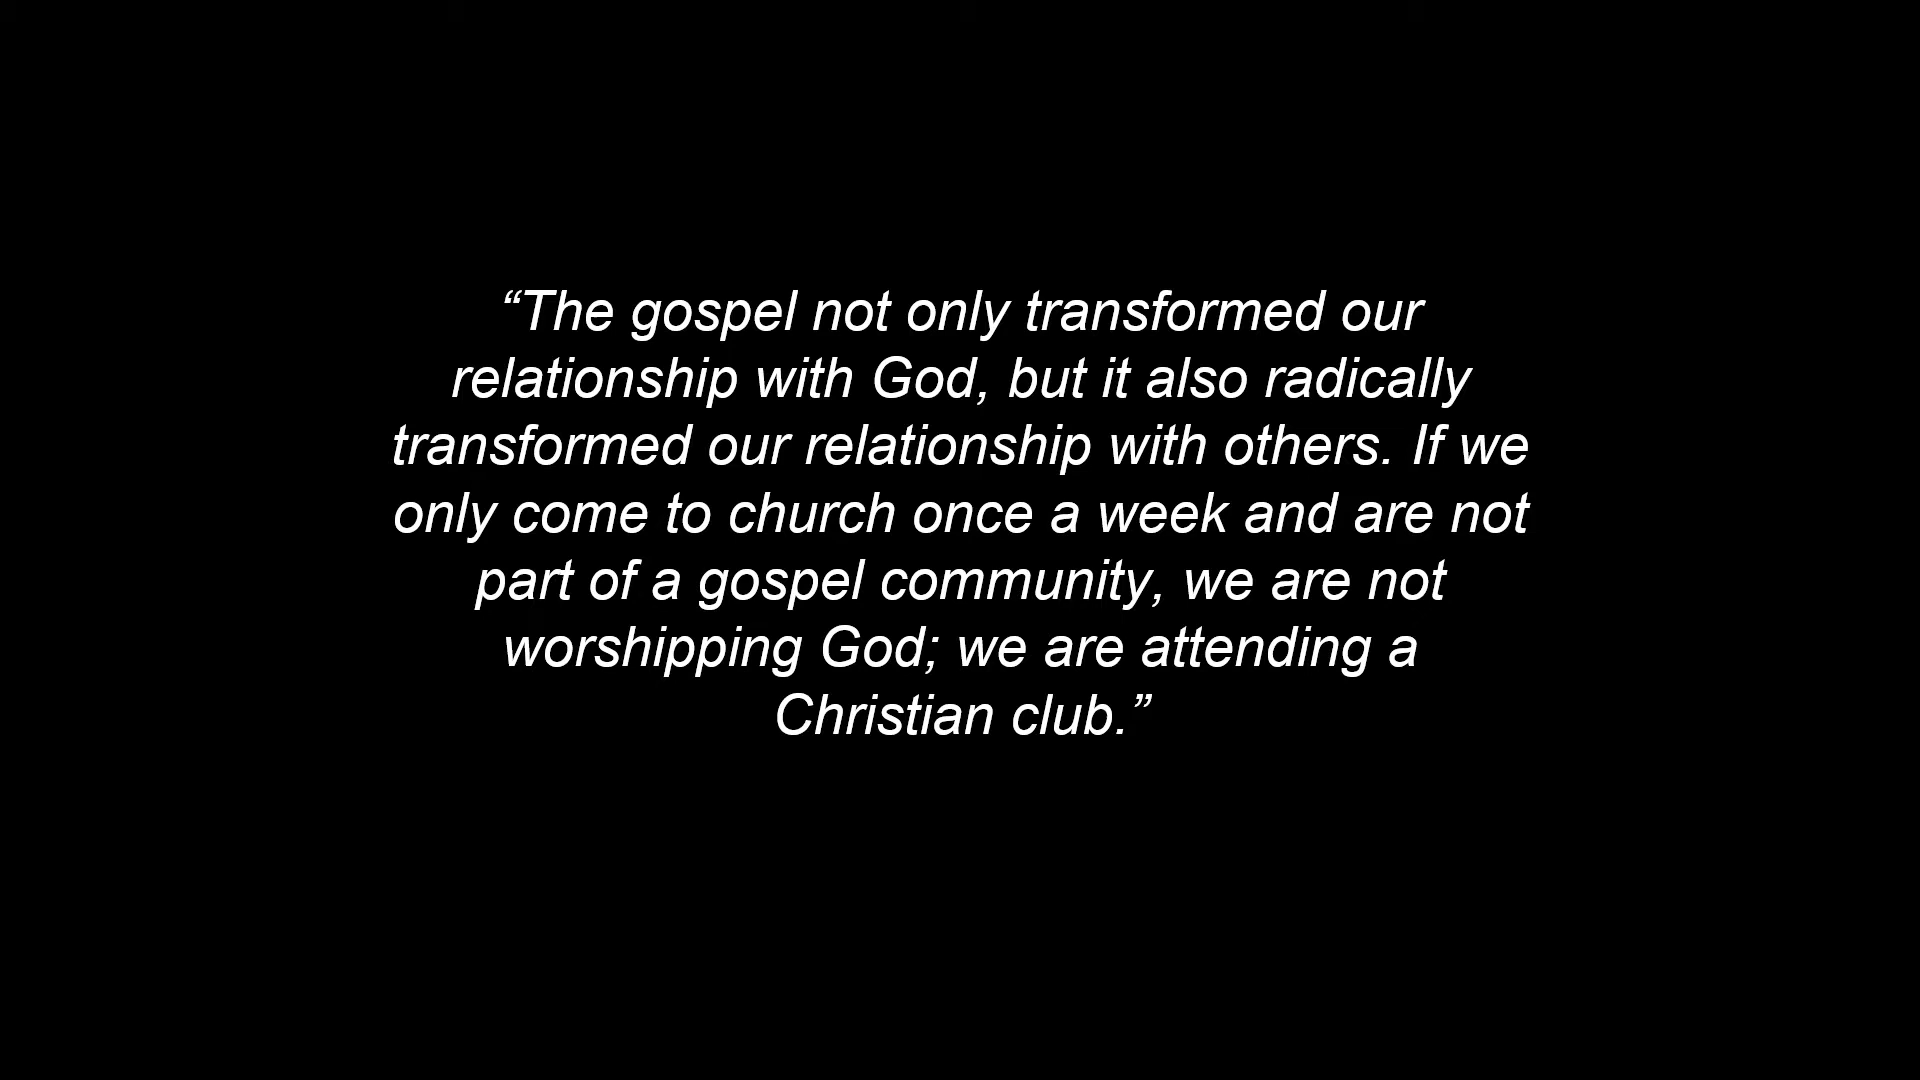 “The gospel not only transformed our
relationship with God, but it also radically
transformed our relationship with others. If we
only come to church once a week and are not
part of a gospel community, we are not
worshipping God; we are attending a
Christian club.”